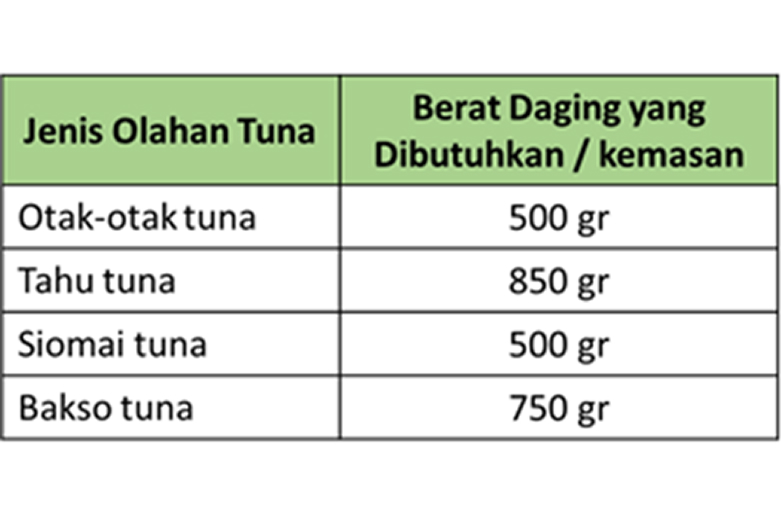 Jenis Olahan Tuna
Berat Daging yang
Dibutuhkan / kemasan
Otak-otak tuna
500 gr
Tahu tuna
850 gr
Siomai tuna
500 gr
Bakso tuna
750 gr